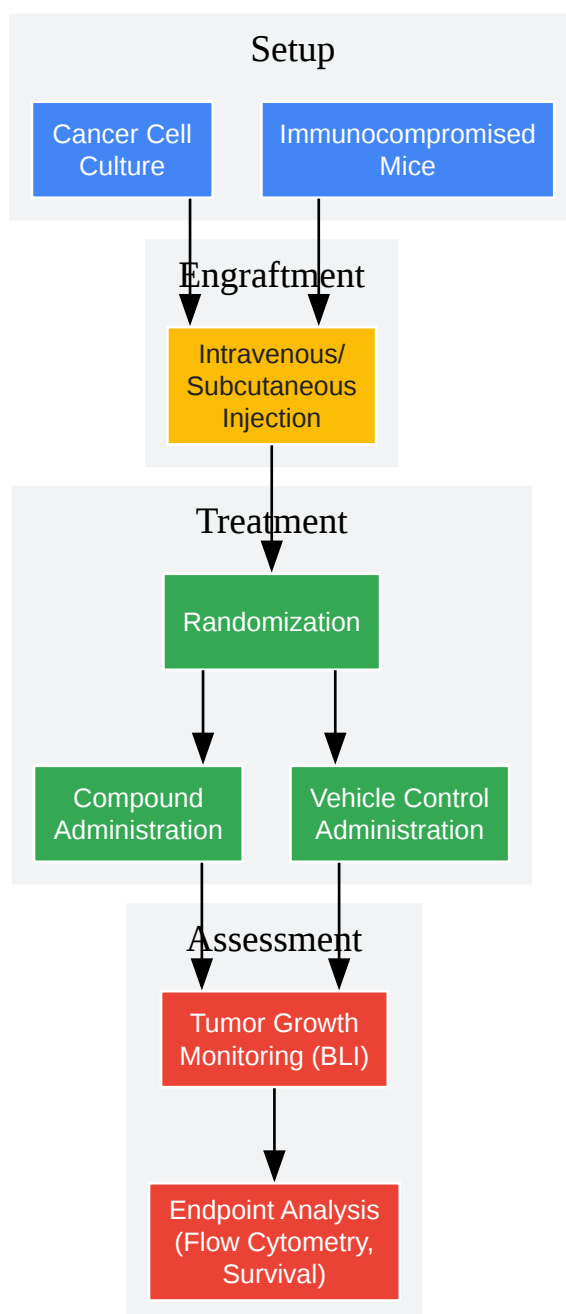 Setup
Cancer Cell
Culture
Immunocompromised
Mice
Engraftment
Intravenous/
Subcutaneous
Injection
Treatment
Randomization
Compound
Administration
Vehicle Control
Administration
Assessment
Tumor Growth
Monitoring (BLI)
Endpoint Analysis
(Flow Cytometry,
Survival)